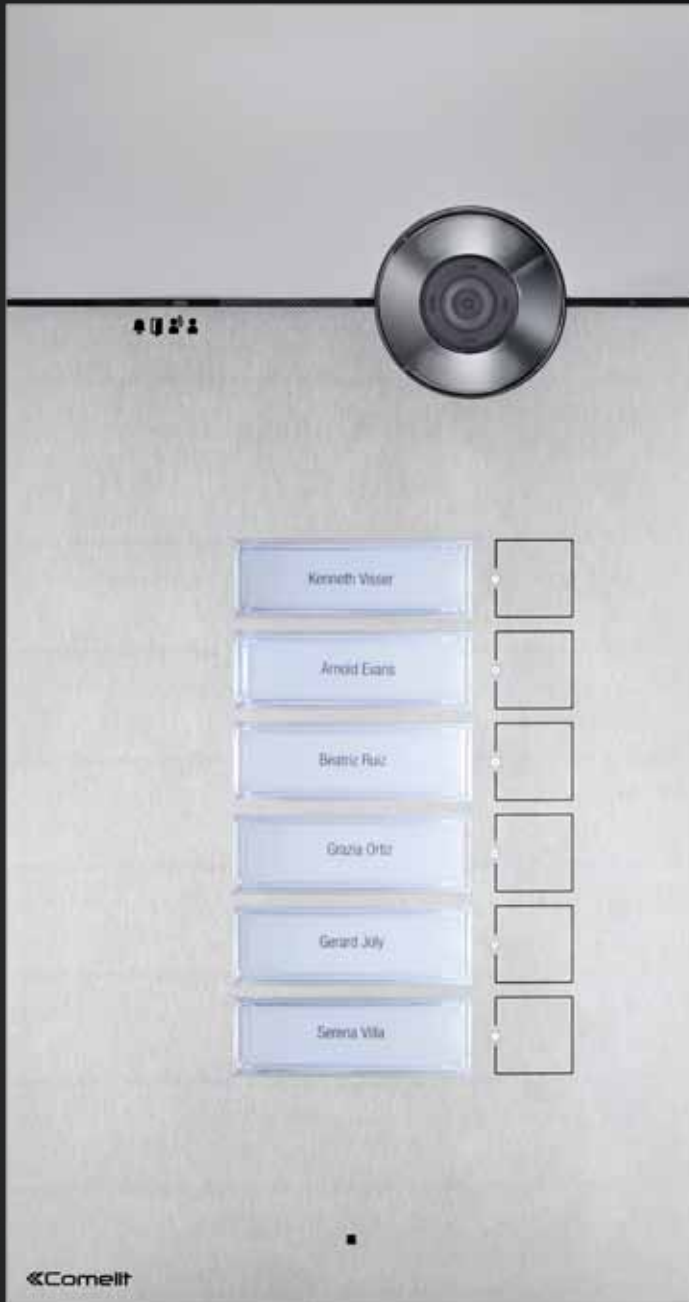 Kenneth Visser
Arnold Evans
Beatriz Ruiz
Grazia Ortiz
Gerard Joly
Serena Villa
Comelit